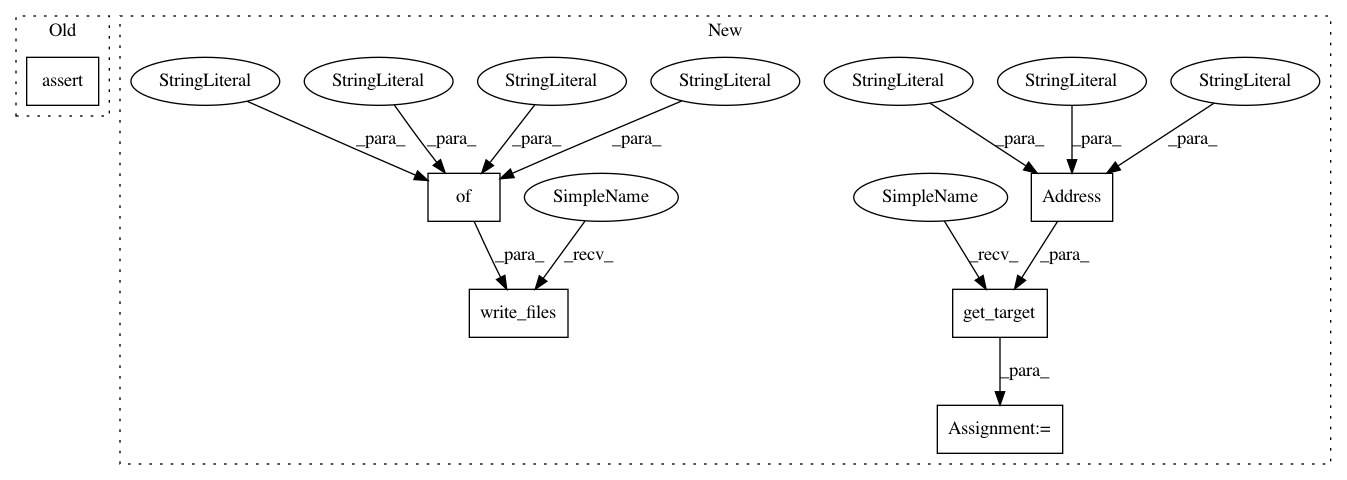 Old
New
assert
StringLiteral
StringLiteral
StringLiteral
StringLiteral
StringLiteral
StringLiteral
StringLiteral
_para_
_para_
_para_
_para_
_para_
_para_
_para_
of
SimpleName
SimpleName
Address
_para_
_recv_
_recv_
_para_
write_files
get_target
_para_
Assignment:=